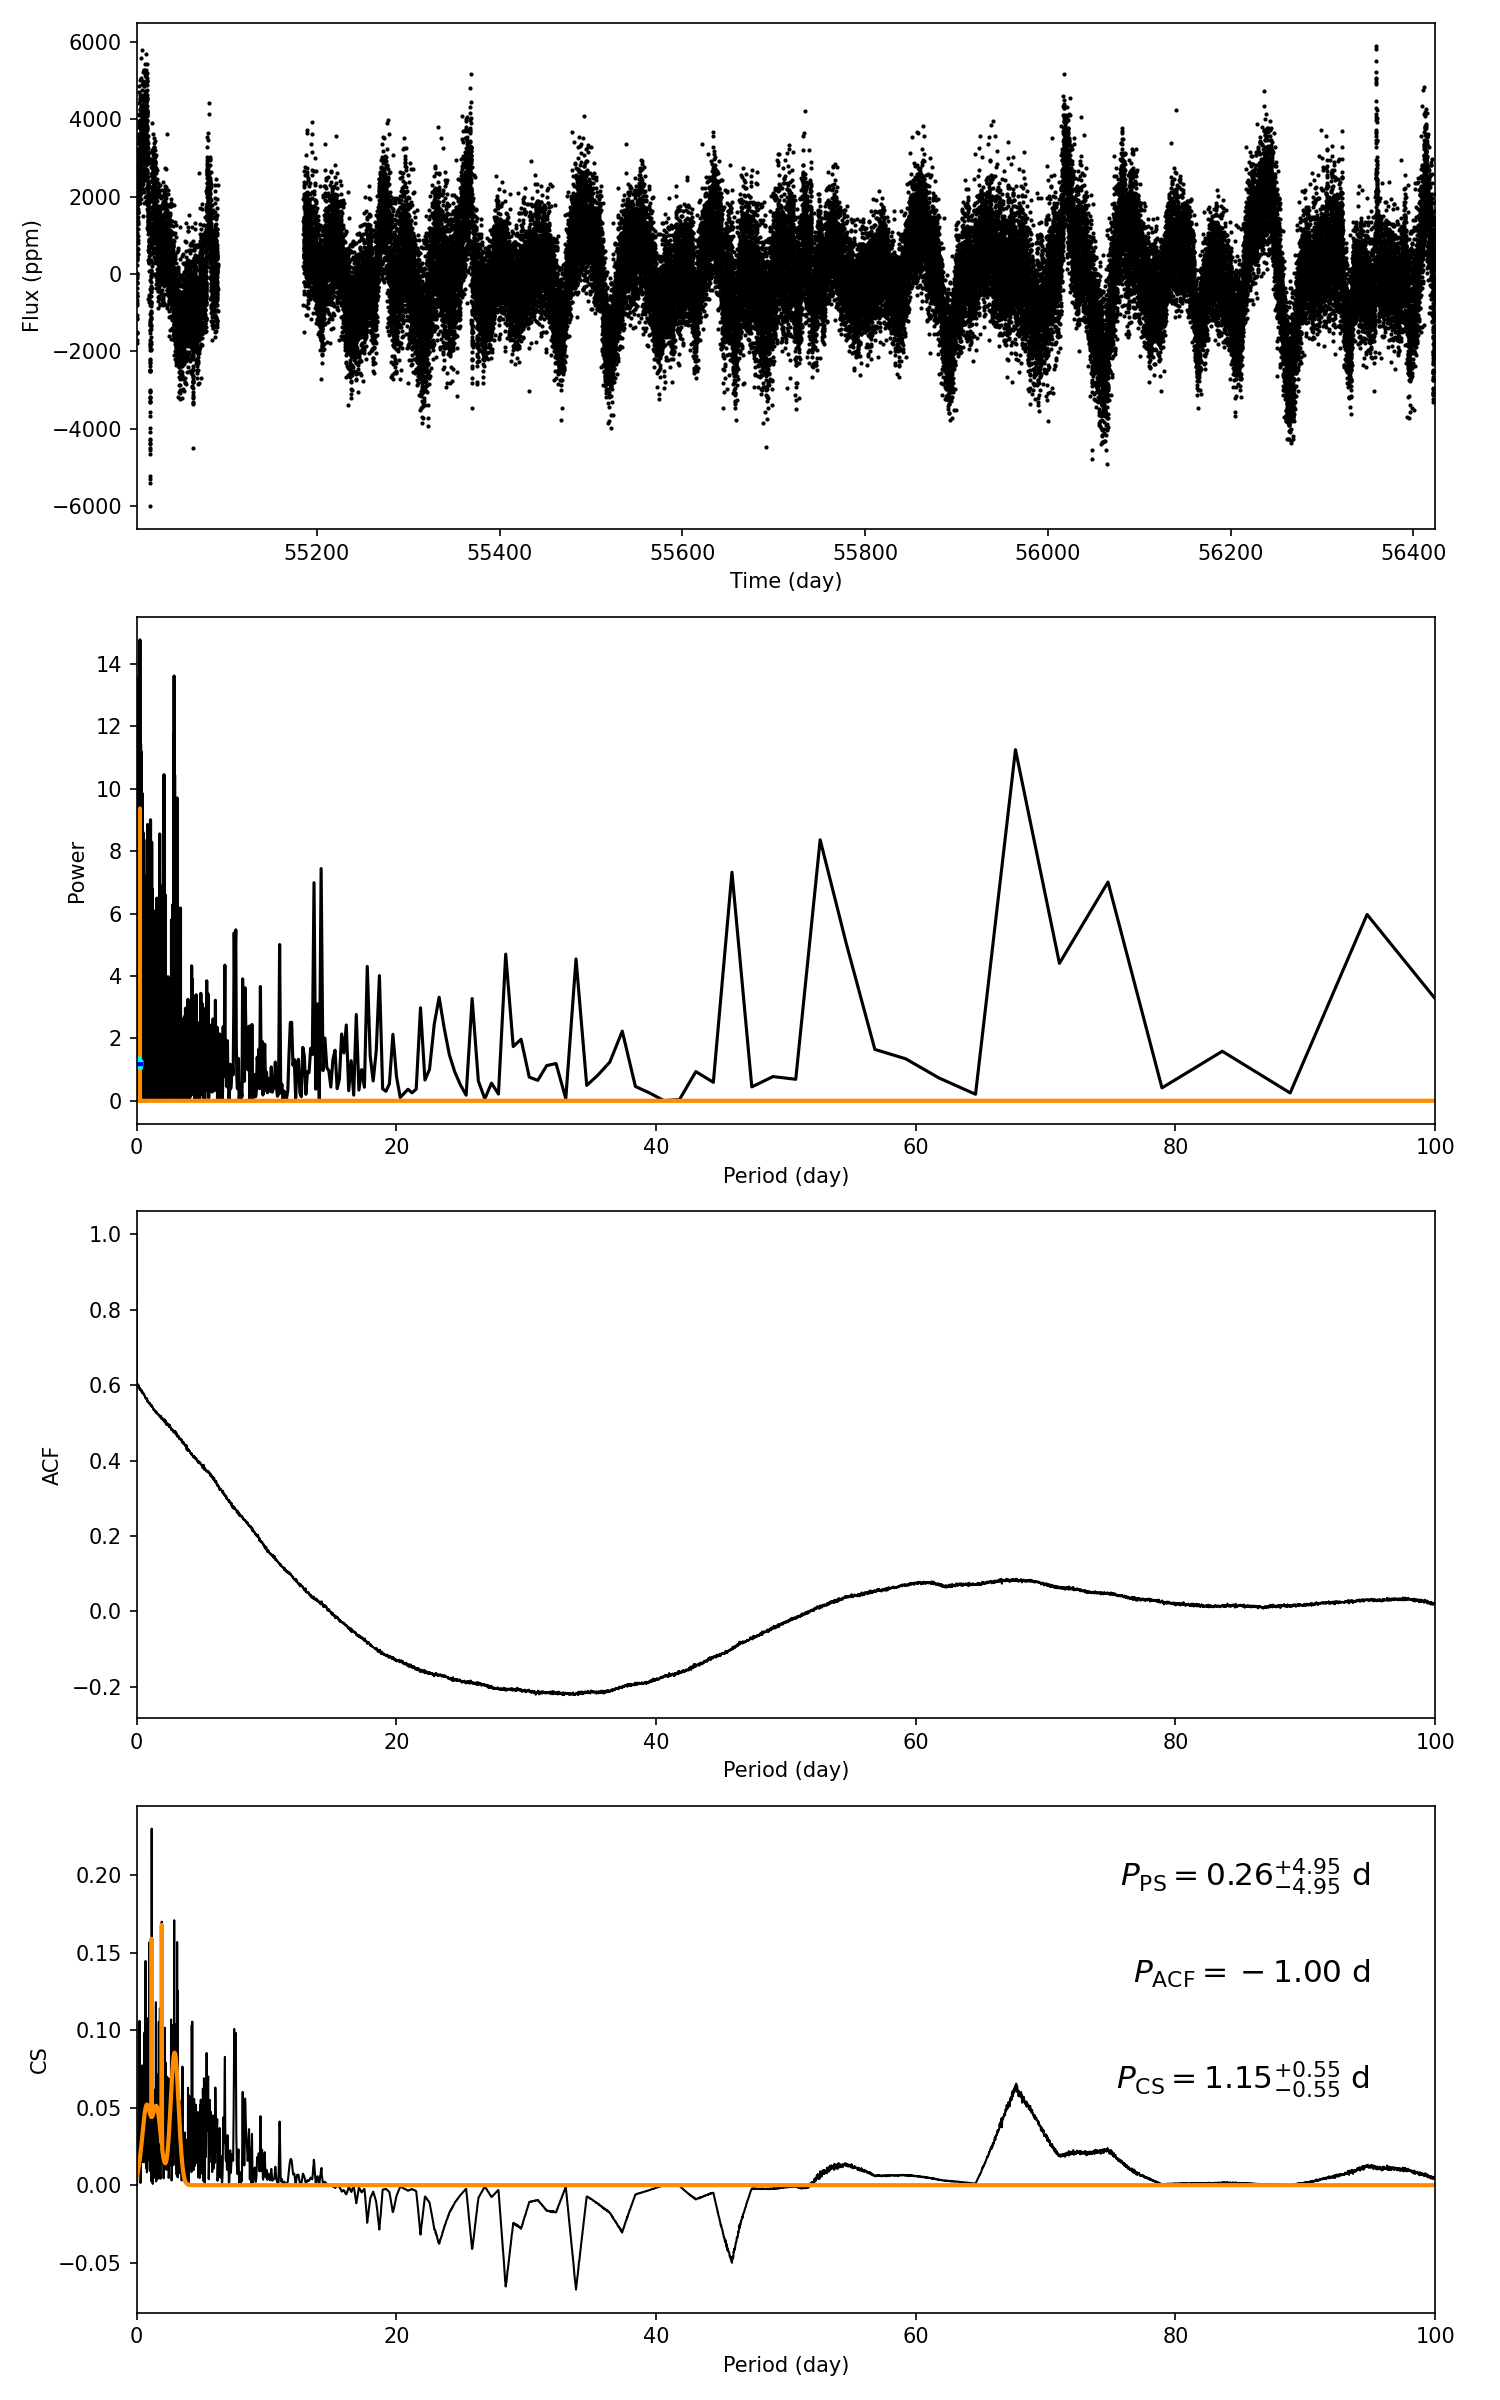 6000
4000
2000
0
−2000
−4000
−6000
Flux (ppm)
55200 55400 55600 55800 56000 56200 56400
Time (day)
14
12
10
8
6
4
2
0
Power
0 20 40 60 80 100
Period (day)
1.0
0.8
0.6
0.4
0.2
0.0
−0.2
ACF
0 20 40 60 80 100
Period (day)
0.20
0.15
0.10
0.05
0.00
−0.05
CS
P_PS = 0.26^{+4.95}_{−4.95} d
P_ACF = −1.00 d
P_CS = 1.15^{+0.55}_{−0.55} d
0 20 40 60 80 100
Period (day)